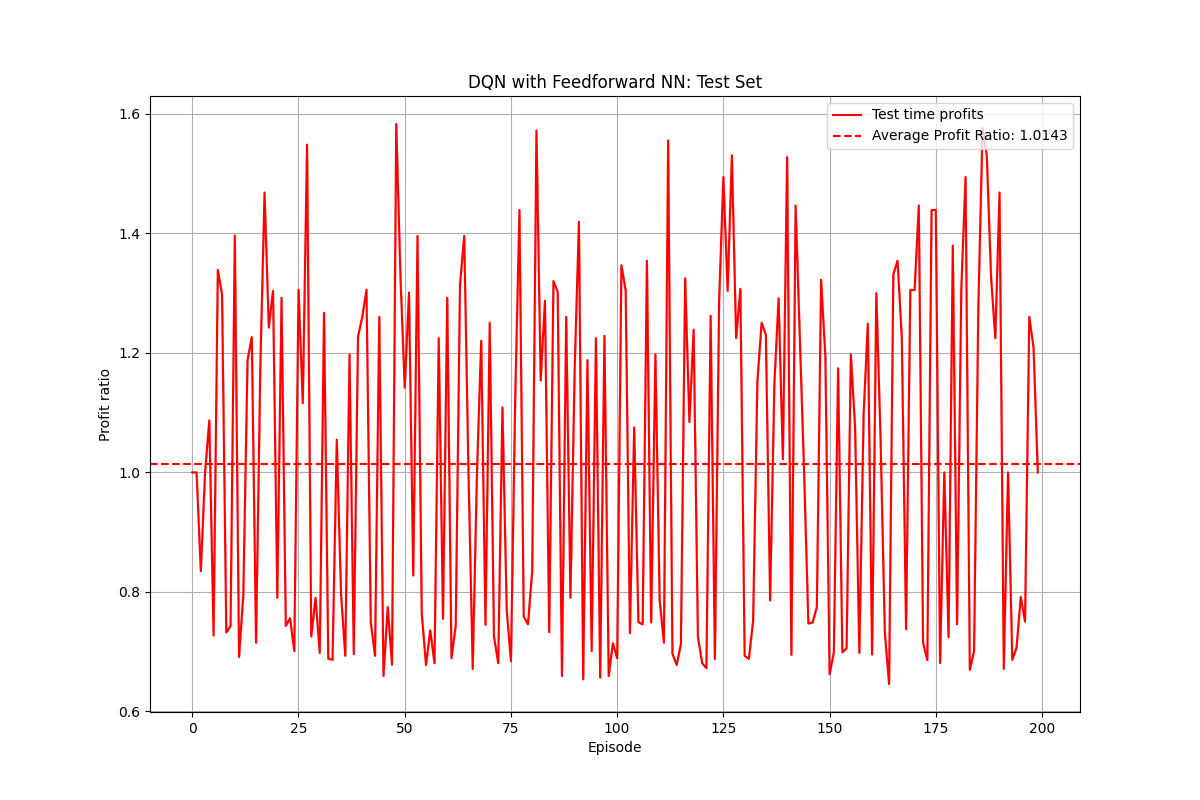 DQN with Feedforward NN: Test Set
Test time profits
Average Profit Ratio: 1.0143
1.6
1.4
1.2
1.0
0.8
0.6
Profit ratio
0 25 50 75 100 125 150 175 200
Episode